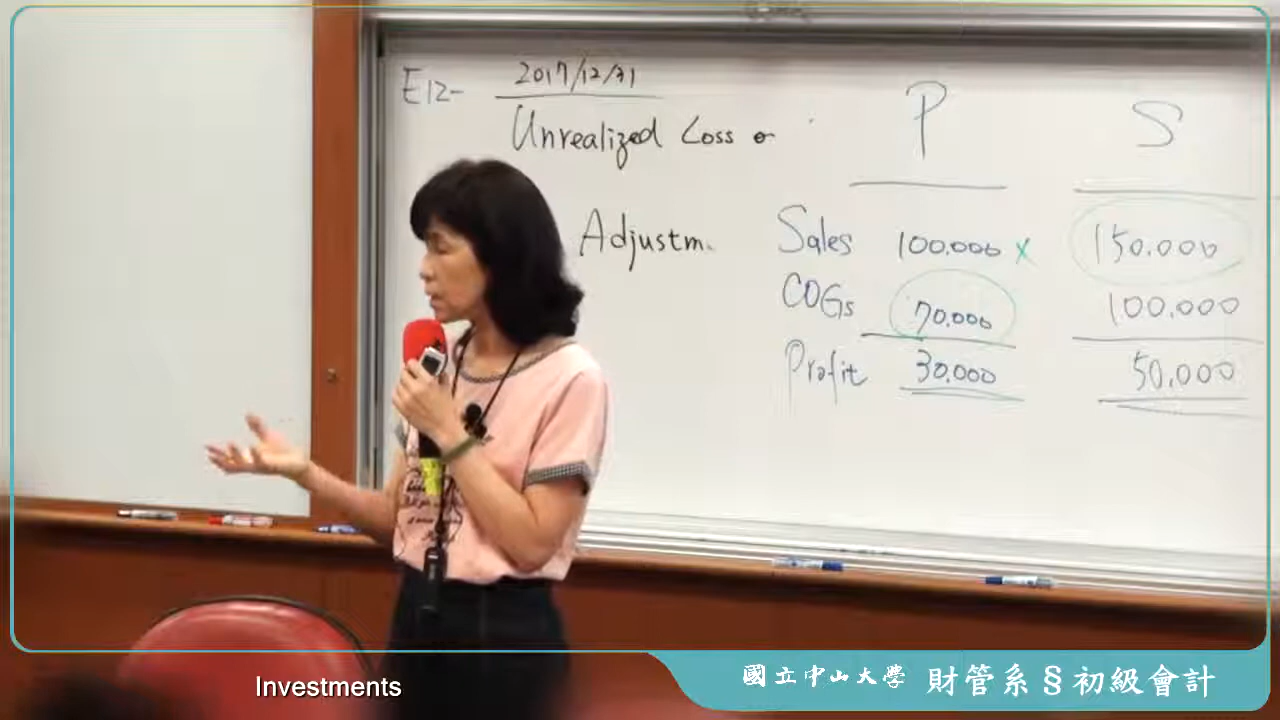 E12-
2017/12/31
Unrealized Loss
Adjustm.
P S
Sales 100.000 x 150.000
COGs 70.000 100.000
Profit 30.000 50.000
Investments
國立中山大學 財管系§初級會計